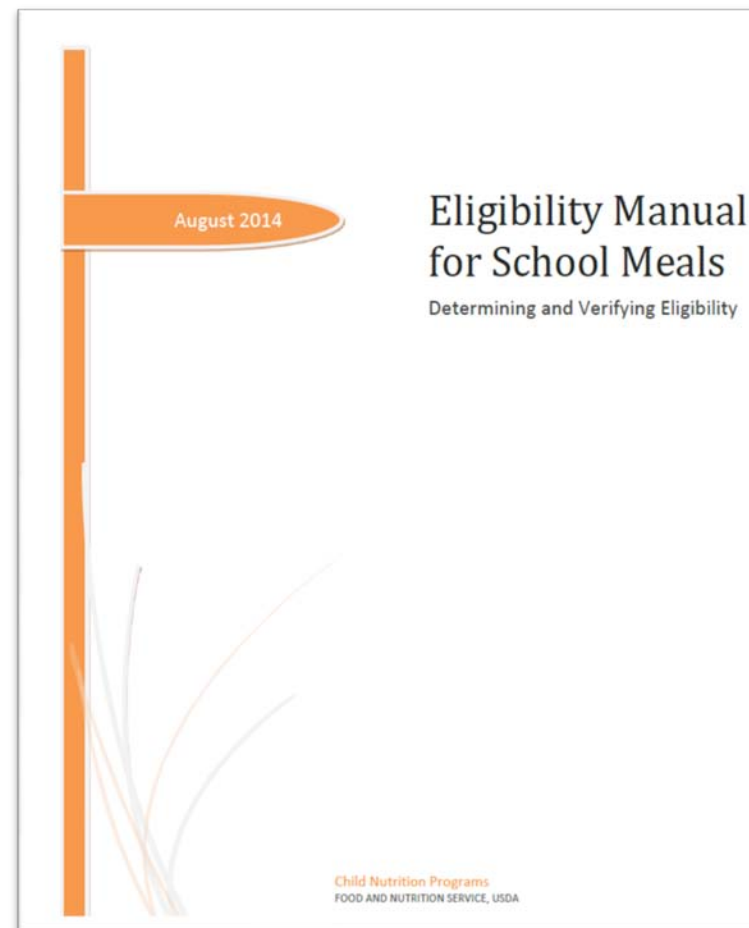 August 2014
Eligibility Manual
for School Meals
Determining and Verifying Eligibility
Child Nutrition Programs
FOOD AND NUTRITION SERVICE, USDA